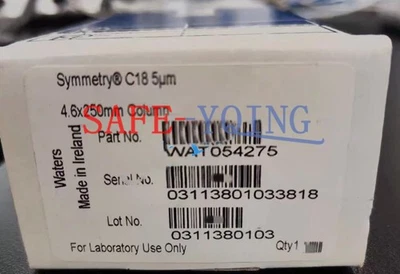 Symmetry® C18 5µm
SAFE-YQING
4.6x250mm Column
Part No.
WAT054275
Serial No.
03113801033818
Lot No.
0311380103
Waters
Made in Ireland
For Laboratory Use Only
Qty 1